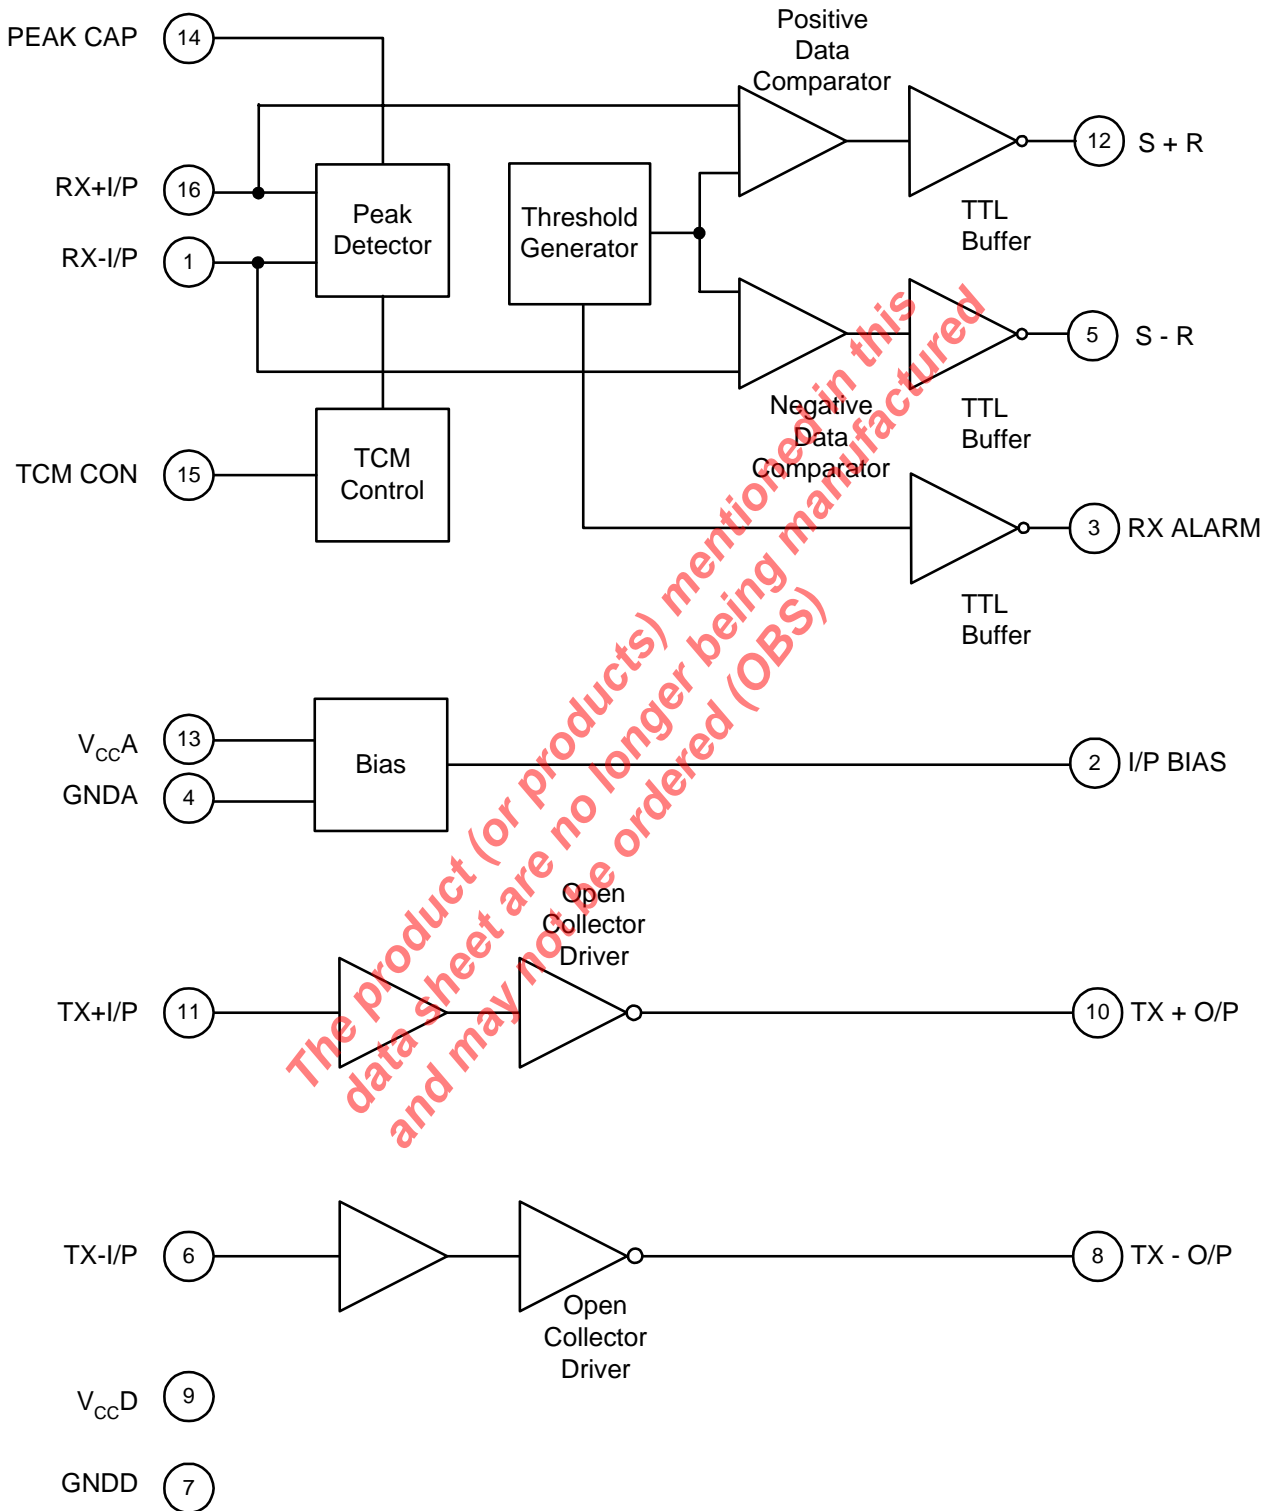 PEAK CAP 14
Positive
Data
Comparator
12 S + R
RX+I/P 16
Peak
Detector
Threshold
Generator
TTL
Buffer
RX-I/P 1
5 S - R
Negative
Data
Comparator
TTL
Buffer
TCM CON 15
TCM
Control
3 RX ALARM
TTL
Buffer
VCCA 13
Bias
2 I/P BIAS
GNDA 4
Open
Collector
Driver
TX+I/P 11
10 TX + O/P
TX-I/P 6
8 TX - O/P
Open
Collector
Driver
VCCD 9
GNDD 7
The product (or products) mentioned in this
data sheet are no longer being manufactured
and may not be ordered (OBS)